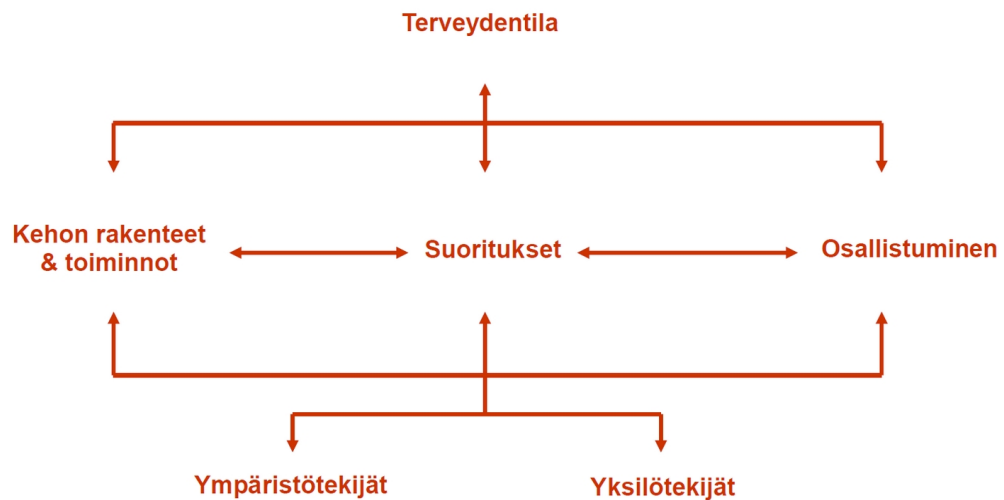 Terveydentila
Kehon rakenteet
& toiminnot
Suoritukset
Osallistuminen
Ympäristötekijät
Yksilötekijät